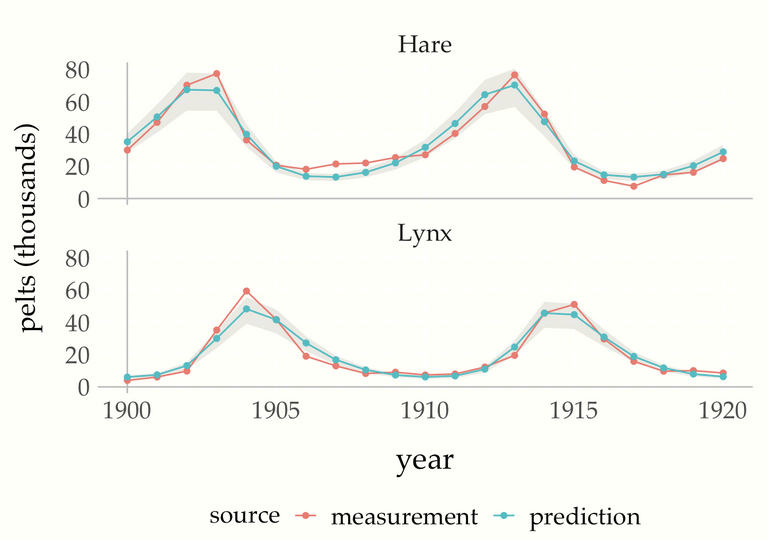 Hare
80
60
40
20
0
pelts (thousands)
Lynx
80
60
40
20
0
1900 1905 1910 1915 1920
year
source measurement prediction